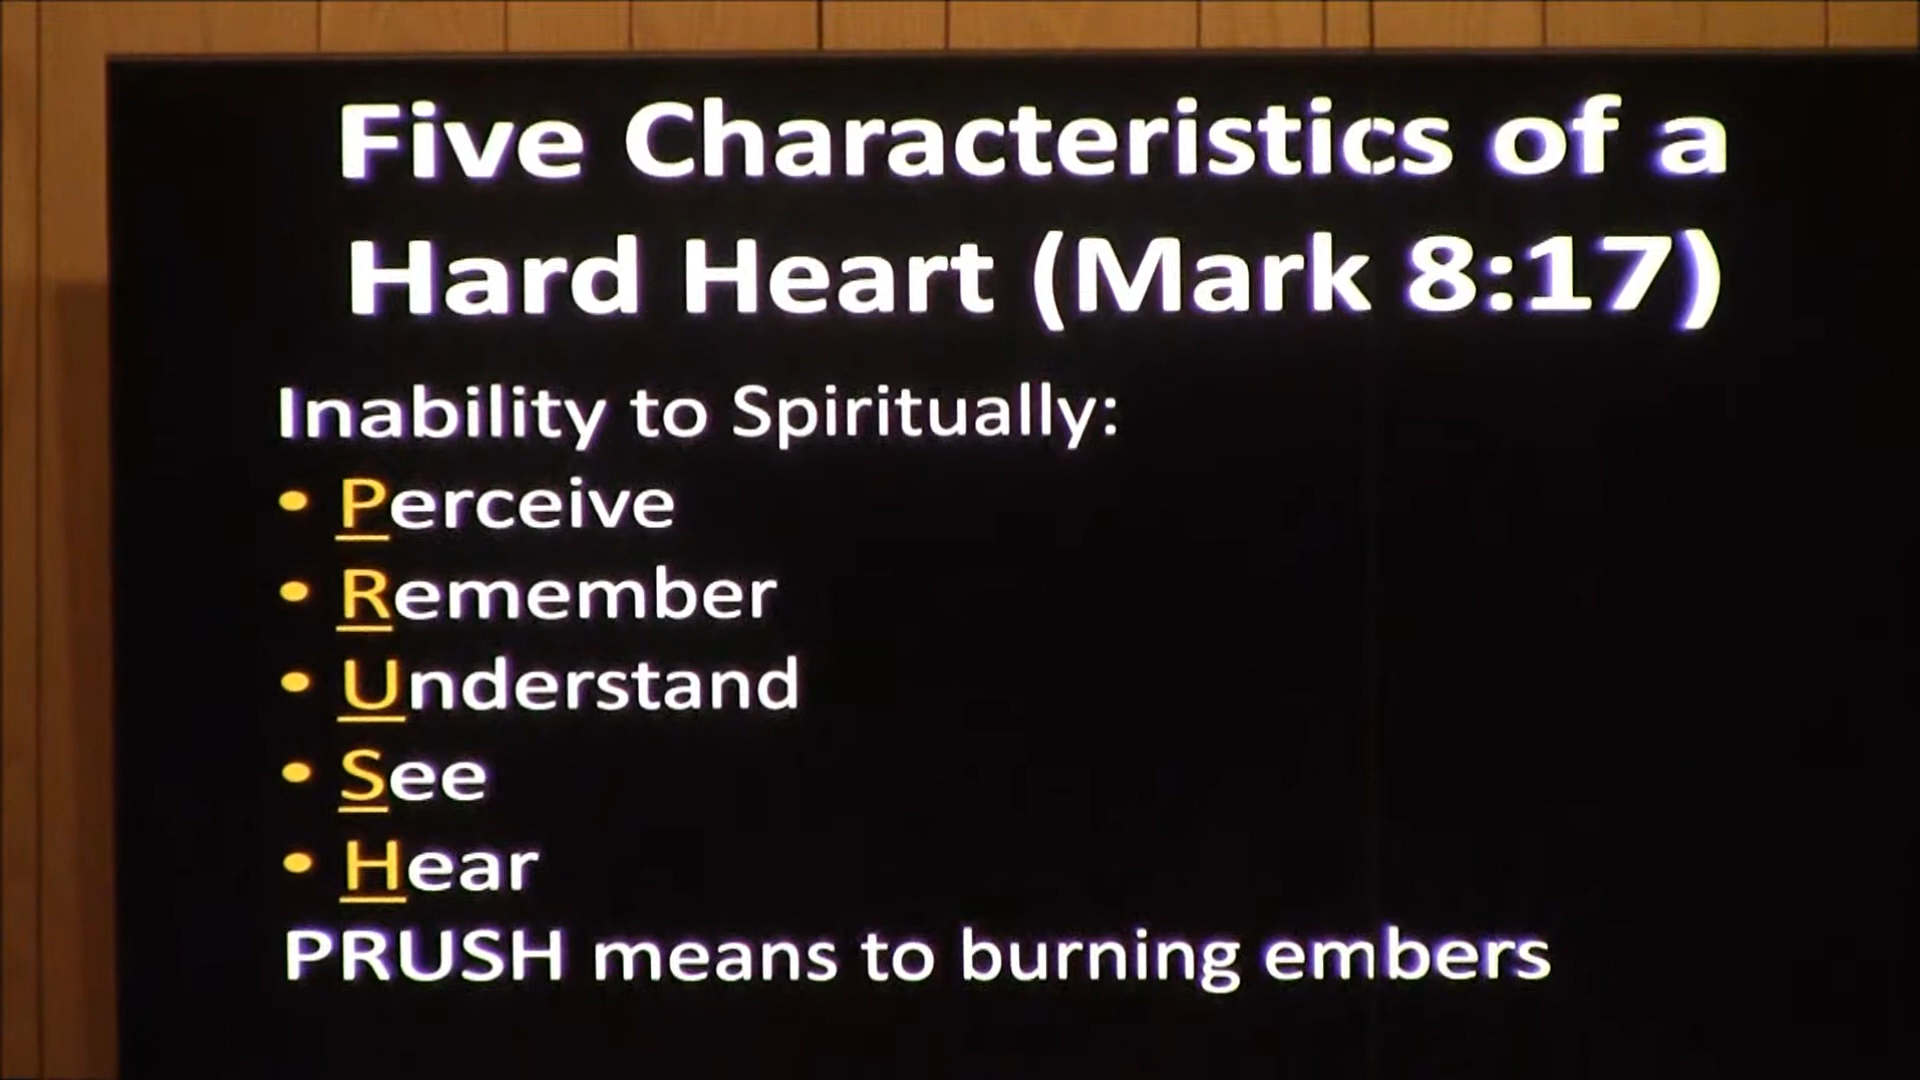 Five Characteristics of a
Hard Heart (Mark 8:17)
Inability to Spiritually:
• Perceive
• Remember
• Understand
• See
• Hear
PRUSH means to burning embers